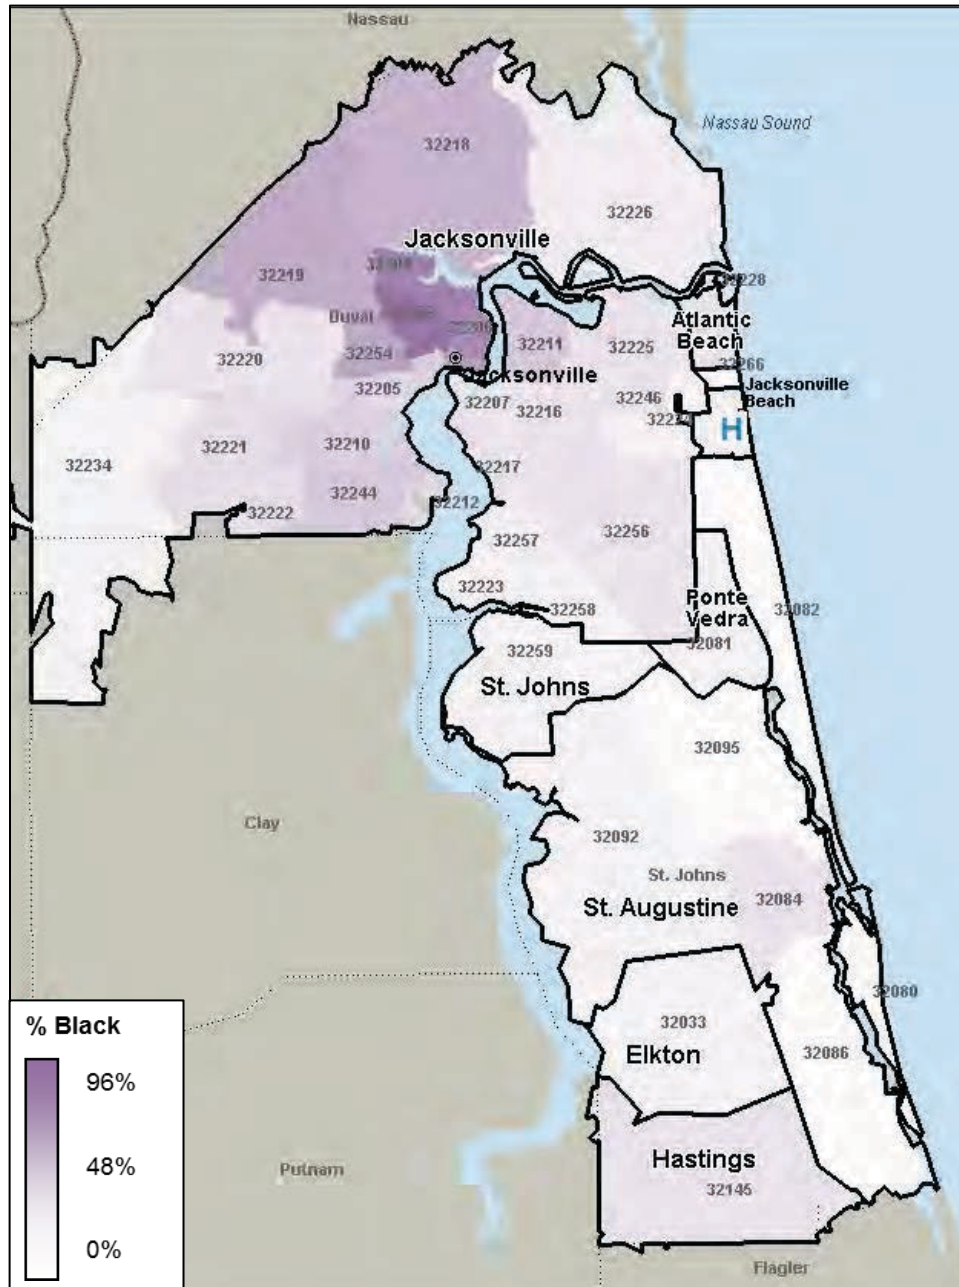 Nassau
Nassau Sound
32218
32226
Jacksonville
32219
32228
Duval
Atlantic
Beach
32211
32225
32254
32220
32266
Jacksonville
Jacksonville
Beach
32205
32207
32246
32216
H
32210
32221
32234
32217
32244
32212
32222
32256
32257
32223
32258
Ponte
Vedra
32082
32081
32259
St. Johns
32095
32092
St. Johns
32084
St. Augustine
32080
32033
Elkton
32086
Clay
Hastings
32145
Putnam
Flagler
% Black
96%
48%
0%